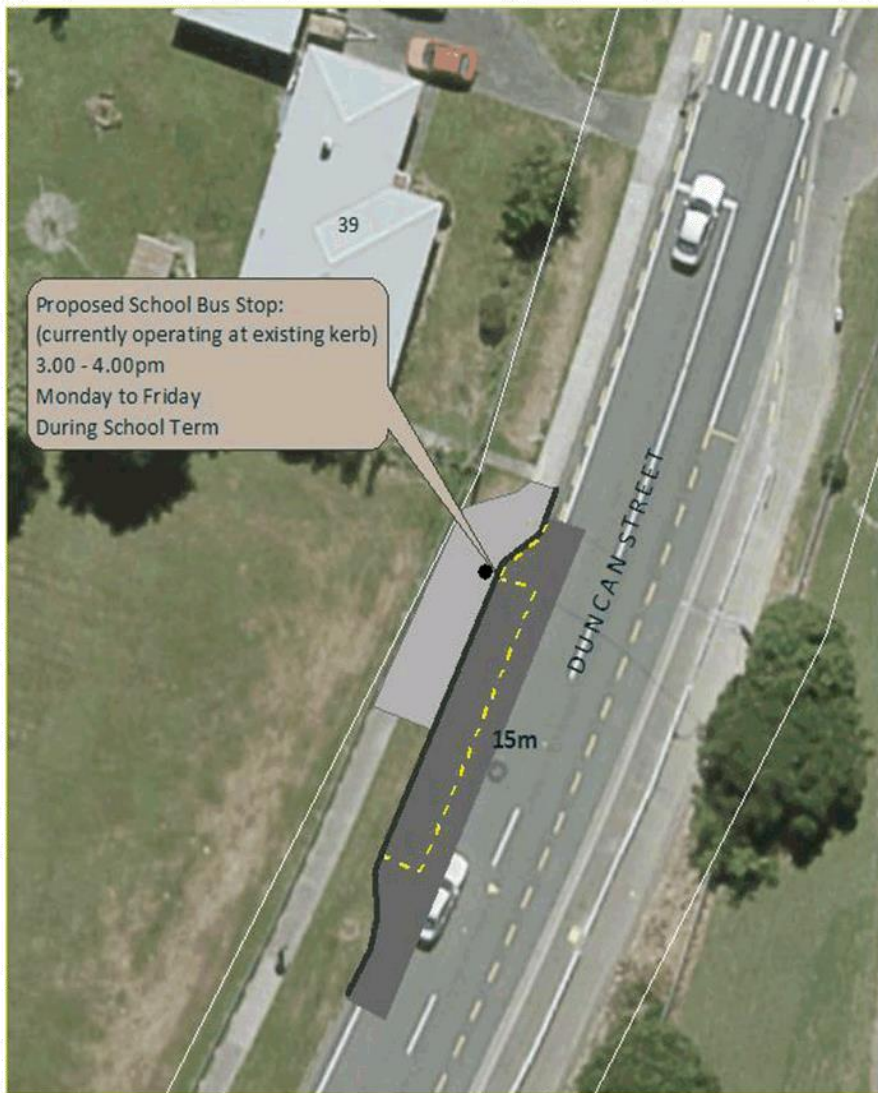 39
Proposed School Bus Stop:
(currently operating at existing kerb)
3.00 - 4.00pm
Monday to Friday
During School Term
DUNCAN STREET
15m